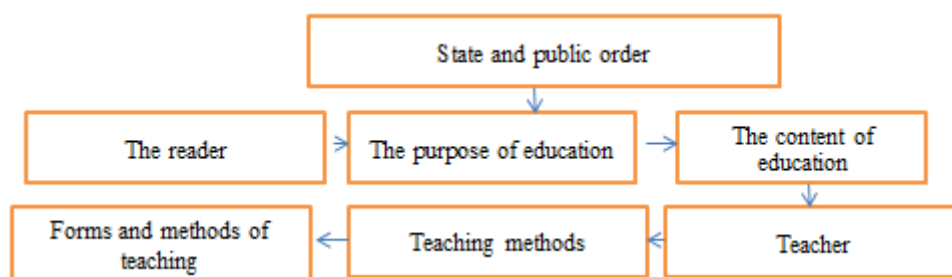 State and public order
The reader
The purpose of education
The content of
education
Forms and methods of
teaching
Teaching methods
Teacher